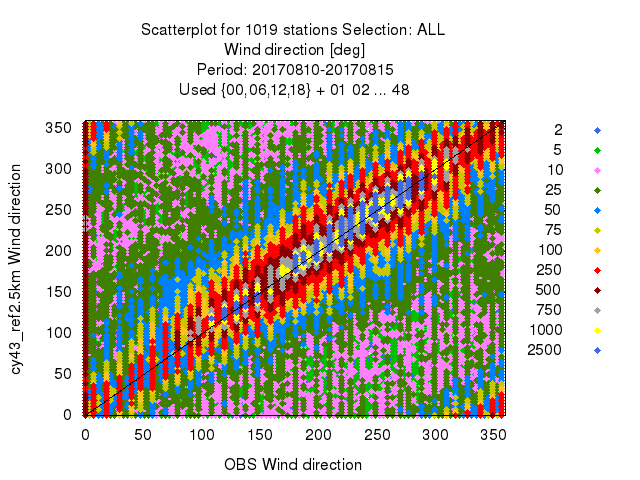 Scatterplot for 1019 stations Selection: ALL
Wind direction [deg]
Period: 20170810-20170815
Used {00,06,12,18} + 01 02 ... 48
cy43_ref2.5km Wind direction
350
300
250
200
150
100
50
0
0 50 100 150 200 250 300 350
OBS Wind direction
2
5
10
25
50
75
100
250
500
750
1000
2500